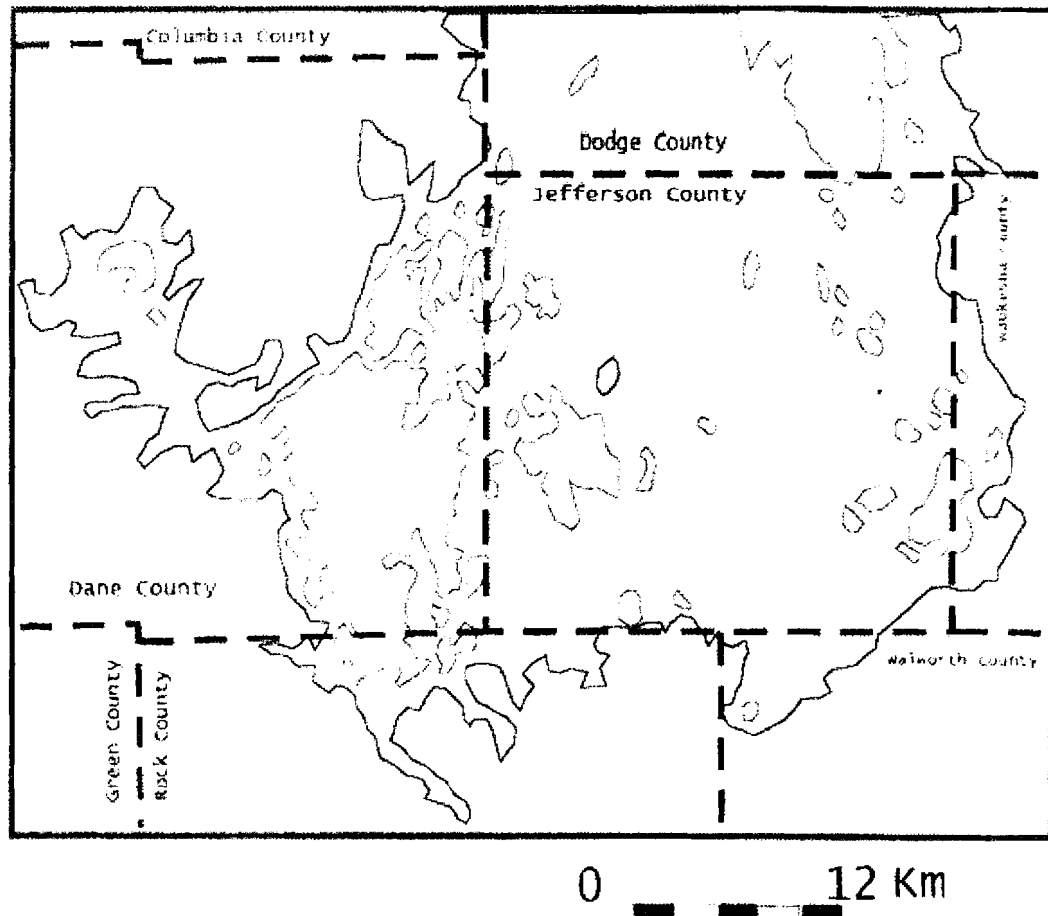 Columbia County
Dodge County
Jefferson County
Waukesha County
Dane County
Walworth County
Green County
Rock County
0 12 Km